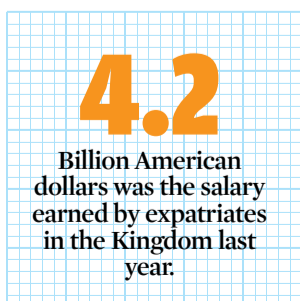 4.2
Billion American
dollars was the salary
earned by expatriates
in the Kingdom last
year.